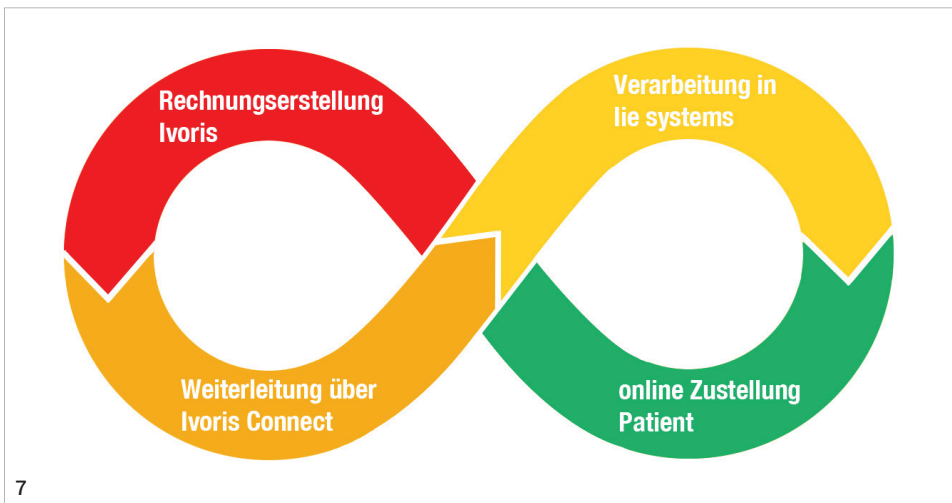 Rechnungserstellung
Ivoris
Weiterleitung über
Ivoris Connect
Verarbeitung in
lie systems
online Zustellung
Patient
7